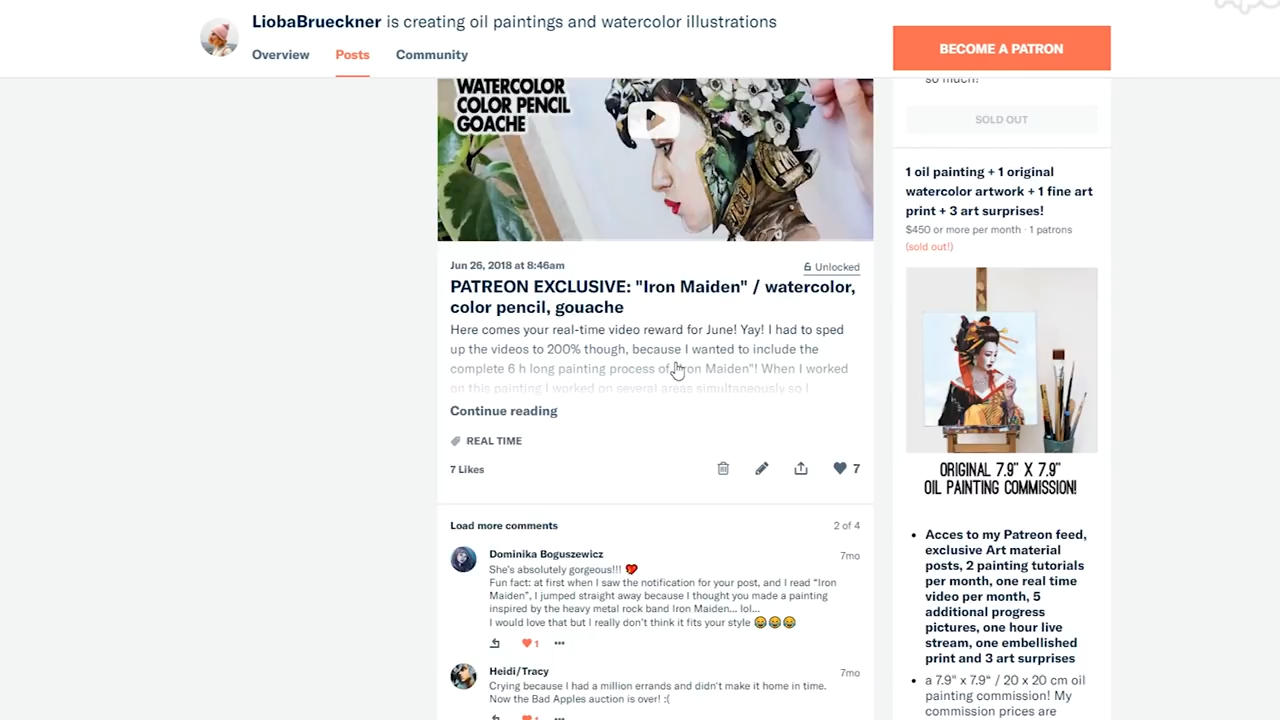 LiobaBrueckner is creating oil paintings and watercolor illustrations
Overview
Posts
Community
BECOME A PATRON
WATERCOLOR
COLOR PENCIL
GOACHE
Jun 26, 2018 at 8:46am
Unlocked
PATREON EXCLUSIVE: "Iron Maiden" / watercolor,
color pencil, gouache
Here comes your real-time video reward for June! Yay! I had to sped
up the videos to 200% though, because I wanted to include the
complete 6 h long painting process of "Iron Maiden"! When I worked
on this painting I worked on several areas simultaneously so I
Continue reading
REAL TIME
7 Likes
7
Load more comments
2 of 4
Dominika Boguszewicz
7mo
She's absolutely gorgeous!!!
Fun fact: at first when I saw the notification for your post, and I read "Iron
Maiden", I jumped straight away because I thought you made a painting
inspired by the heavy metal rock band Iron Maiden... lol...
I would love that but I really don't think it fits your style
1
Heidi/Tracy
7mo
Crying because I had a million errands and didn't make it home in time.
Now the Bad Apples auction is over! :(
1
so much!
SOLD OUT
1 oil painting + 1 original
watercolor artwork + 1 fine art
print + 3 art surprises!
$450 or more per month · 1 patrons
(sold out!)
ORIGINAL 7.9" X 7.9"
OIL PAINTING COMMISSION!
Acces to my Patreon feed,
exclusive Art material
posts, 2 painting tutorials
per month, one real time
video per month, 5
additional progress
pictures, one hour live
stream, one embellished
print and 3 art surprises
a 7.9" x 7.9" / 20 x 20 cm oil
painting commission! My
commission prices are